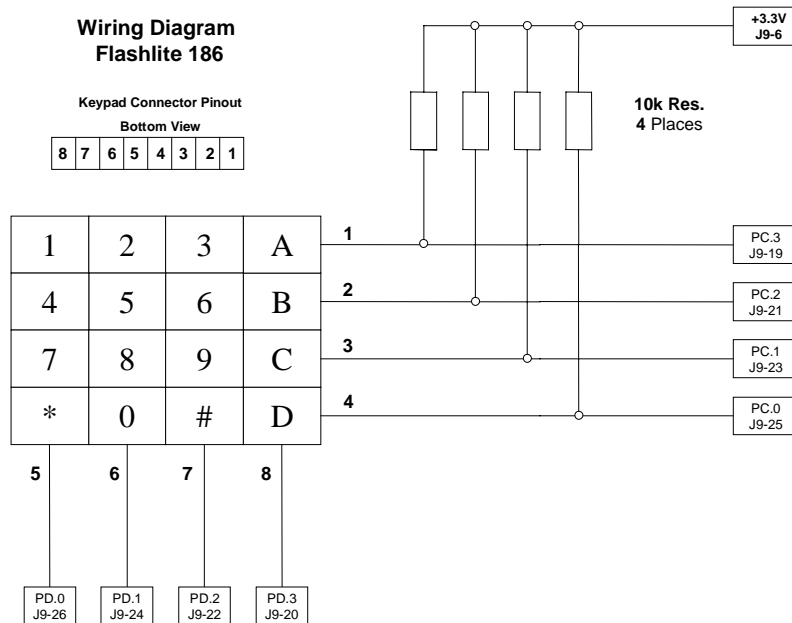 Wiring Diagram
Flashlite 186
+3.3V
J9-6
Keypad Connector Pinout
Bottom View
8 7 6 5 4 3 2 1
10k Res.
4 Places
1 2 3 A
1
PC.3
J9-19
4 5 6 B
2
PC.2
J9-21
7 8 9 C
3
PC.1
J9-23
* 0 # D
4
PC.0
J9-25
5 6 7 8
PD.0 PD.1 PD.2 PD.3
J9-26 J9-24 J9-22 J9-20